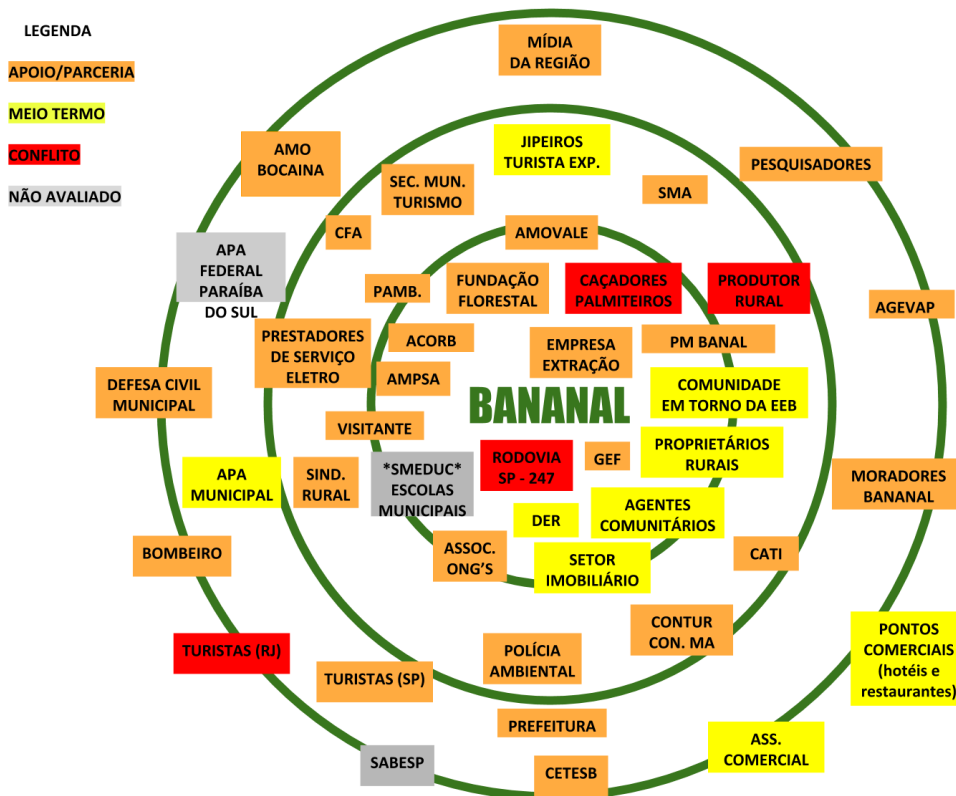 LEGENDA
APOIO/PARCERIA
MEIO TERMO
CONFLITO
NÃO AVALIADO
MÍDIA
DA REGIÃO
JIPEIROS
TURISTA EXP.
AMO
BOCAINA
SEC. MUN.
TURISMO
SMA
PESQUISADORES
CFA
AMOVALE
APA
FEDERAL
PARAÍBA
DO SUL
PAMB.
FUNDAÇÃO
FLORESTAL
CAÇADORES
PALMITEIROS
PRODUTOR
RURAL
AGEVAP
PRESTADORES
DE SERVIÇO
ELETRO
ACORB
EMPRESA
EXTRAÇÃO
PM BANAL
DEFESA CIVIL
MUNICIPAL
AMPSA
BANANAL
COMUNIDADE
EM TORNO DA EEB
VISITANTE
PROPRIETÁRIOS
RURAIS
APA
MUNICIPAL
SIND.
RURAL
*SMEDUC*
ESCOLAS
MUNICIPAIS
RODOVIA
SP - 247
GEF
MORADORES
BANANAL
DER
AGENTES
COMUNITÁRIOS
BOMBEIRO
ASSOC.
ONG'S
SETOR
IMOBILIÁRIO
CATI
TURISTAS (RJ)
TURISTAS (SP)
POLÍCIA
AMBIENTAL
CONTUR
CON. MA
PONTOS
COMERCIAIS
(hotéis e
restaurantes)
PREFEITURA
SABESP
CETESB
ASS.
COMERCIAL